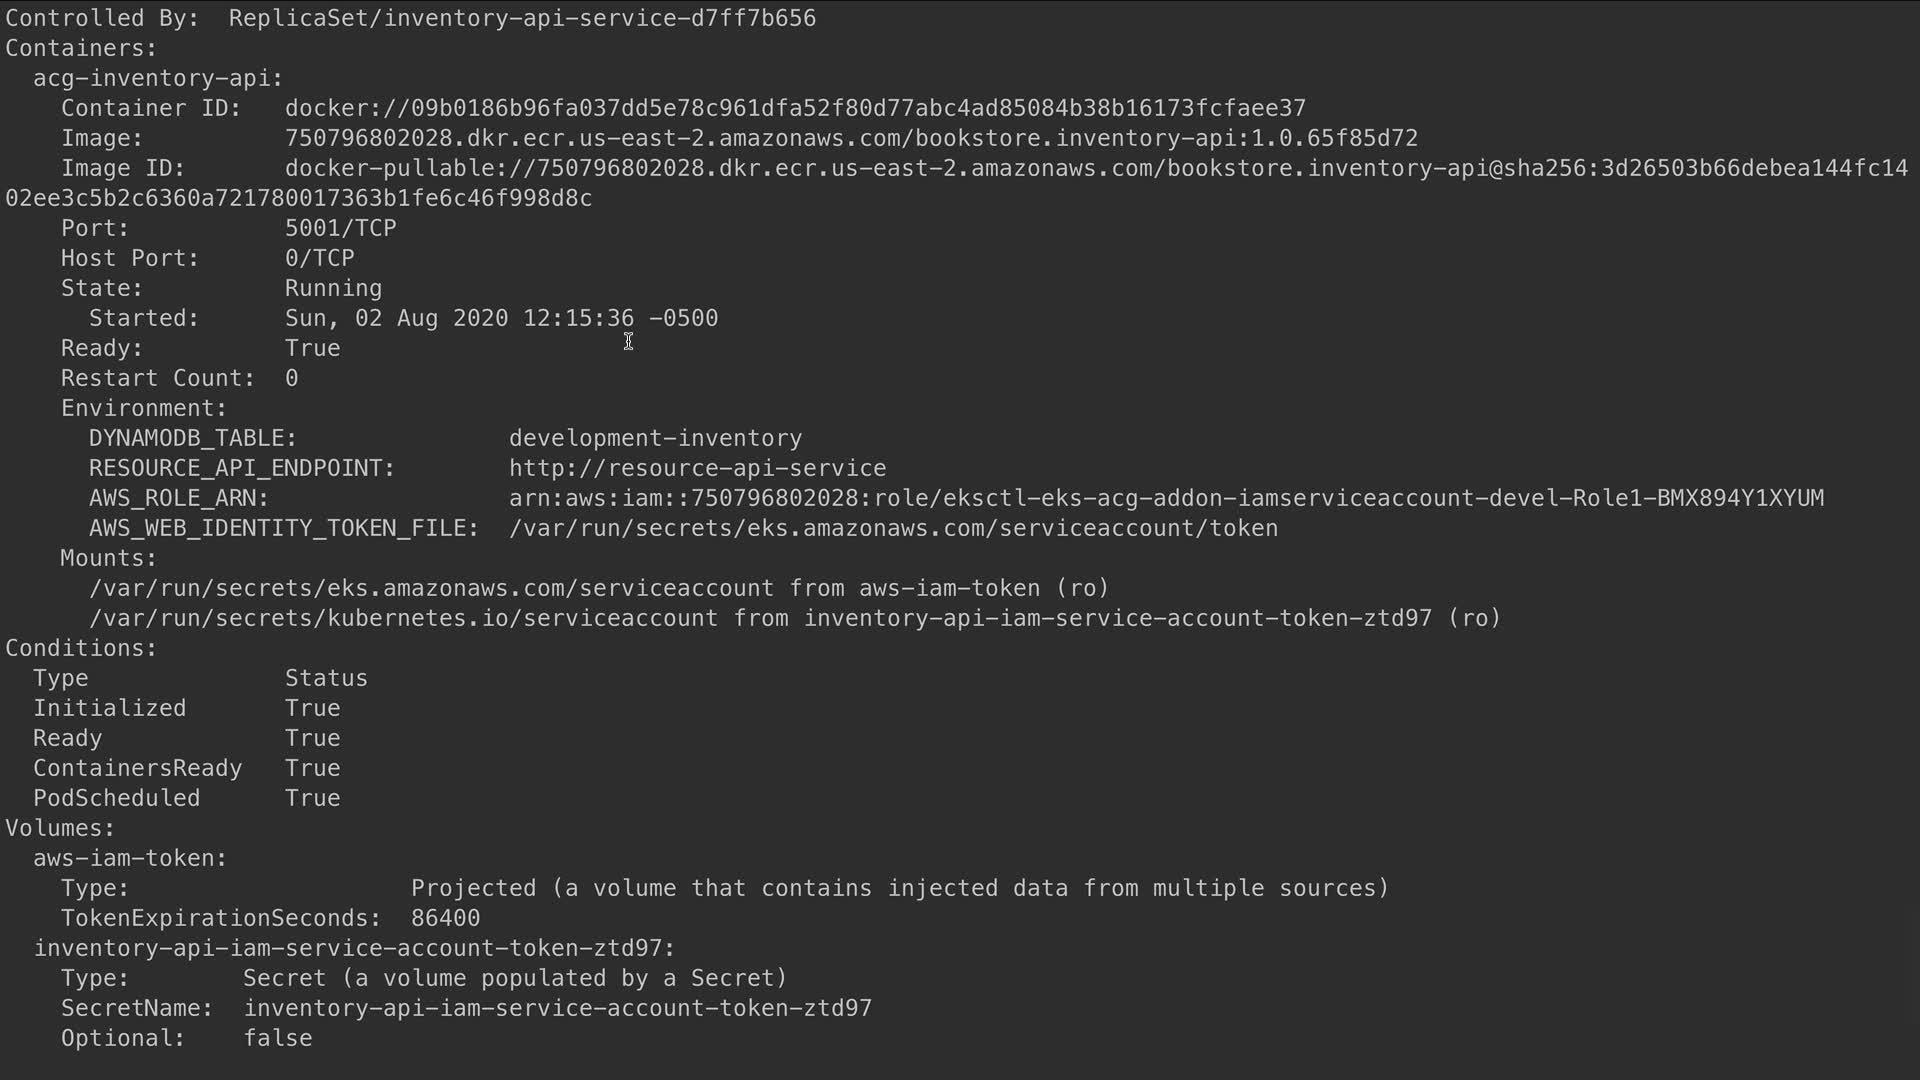 Controlled By:  ReplicaSet/inventory-api-service-d7ff7b656
Containers:
  acg-inventory-api:
    Container ID:   docker://09b0186b96fa037dd5e78c961dfa52f80d77abc4ad85084b38b16173fcfaee37
    Image:          750796802028.dkr.ecr.us-east-2.amazonaws.com/bookstore.inventory-api:1.0.65f85d72
    Image ID:       docker-pullable://750796802028.dkr.ecr.us-east-2.amazonaws.com/bookstore.inventory-api@sha256:3d26503b66debea144fc14
02ee3c5b2c6360a721780017363b1fe6c46f998d8c
    Port:           5001/TCP
    Host Port:      0/TCP
    State:          Running
      Started:      Sun, 02 Aug 2020 12:15:36 -0500
    Ready:          True
    Restart Count:  0
    Environment:
      DYNAMODB_TABLE:               development-inventory
      RESOURCE_API_ENDPOINT:        http://resource-api-service
      AWS_ROLE_ARN:                 arn:aws:iam::750796802028:role/eksctl-eks-acg-addon-iamserviceaccount-devel-Role1-BMX894Y1XYUM
      AWS_WEB_IDENTITY_TOKEN_FILE:  /var/run/secrets/eks.amazonaws.com/serviceaccount/token
    Mounts:
      /var/run/secrets/eks.amazonaws.com/serviceaccount from aws-iam-token (ro)
      /var/run/secrets/kubernetes.io/serviceaccount from inventory-api-iam-service-account-token-ztd97 (ro)
Conditions:
  Type              Status
  Initialized       True
  Ready             True
  ContainersReady   True
  PodScheduled      True
Volumes:
  aws-iam-token:
    Type:                    Projected (a volume that contains injected data from multiple sources)
    TokenExpirationSeconds:  86400
  inventory-api-iam-service-account-token-ztd97:
    Type:        Secret (a volume populated by a Secret)
    SecretName:  inventory-api-iam-service-account-token-ztd97
    Optional:    false